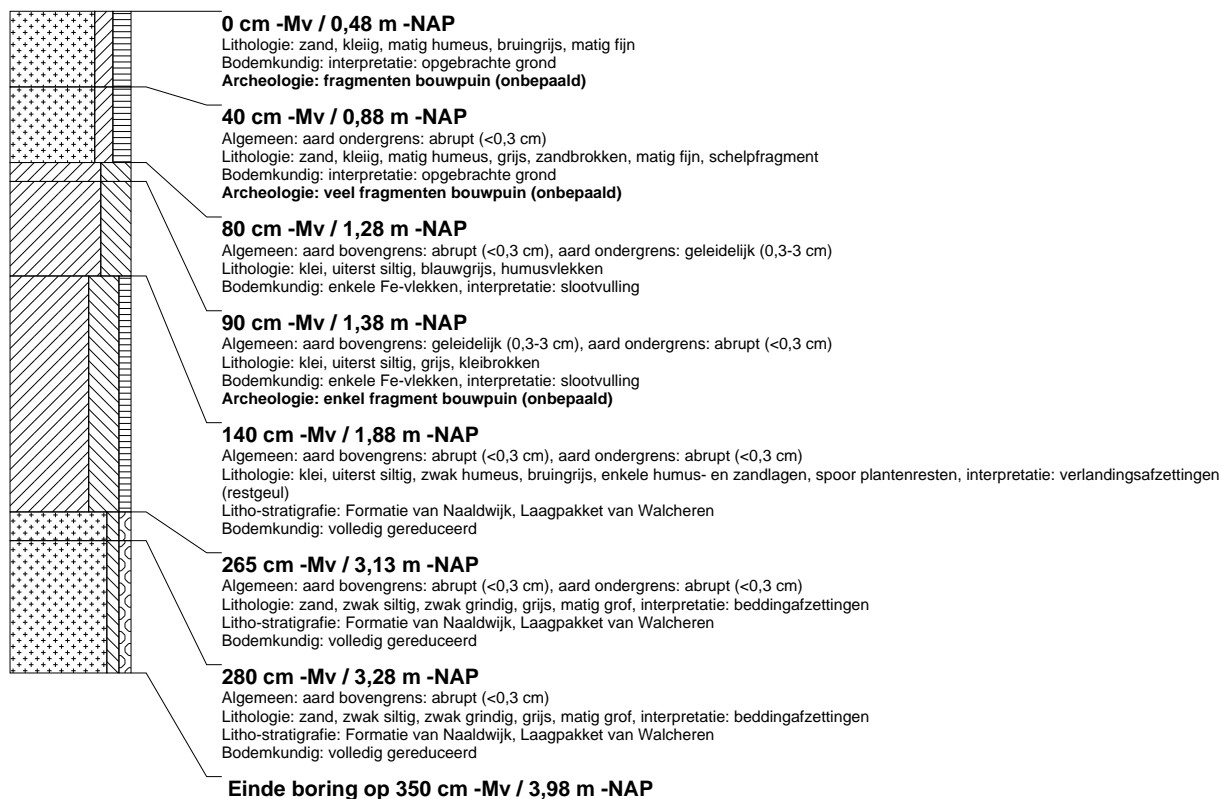 0 cm -Mv / 0,48 m -NAP
Lithologie: zand, kleiig, matig humeus, bruingrijs, matig fijn
Bodemkundig: interpretatie: opgebrachte grond
Archeologie: fragmenten bouwpuin (onbepaald)
40 cm -Mv / 0,88 m -NAP
Algemeen: aard ondergrens: abrupt (<0,3 cm)
Lithologie: zand, kleiig, matig humeus, grijs, zandbrokken, matig fijn, schelpfragment
Bodemkundig: interpretatie: opgebrachte grond
Archeologie: veel fragmenten bouwpuin (onbepaald)
80 cm -Mv / 1,28 m -NAP
Algemeen: aard bovengrens: abrupt (<0,3 cm), aard ondergrens: geleidelijk (0,3-3 cm)
Lithologie: klei, uiterst siltig, blauwgrijs, humusvlekken
Bodemkundig: enkele Fe-vlekken, interpretatie: slootvulling
90 cm -Mv / 1,38 m -NAP
Algemeen: aard bovengrens: geleidelijk (0,3-3 cm), aard ondergrens: abrupt (<0,3 cm)
Lithologie: klei, uiterst siltig, grijs, kleibrokken
Bodemkundig: enkele Fe-vlekken, interpretatie: slootvulling
Archeologie: enkel fragment bouwpuin (onbepaald)
140 cm -Mv / 1,88 m -NAP
Algemeen: aard bovengrens: abrupt (<0,3 cm), aard ondergrens: abrupt (<0,3 cm)
Lithologie: klei, uiterst siltig, zwak humeus, bruingrijs, enkele humus- en zandlagen, spoor plantenresten, interpretatie: verlandingsafzettingen
(restgeul)
Litho-stratigrafie: Formatie van Naaldwijk, Laagpakket van Walcheren
Bodemkundig: volledig gereduceerd
265 cm -Mv / 3,13 m -NAP
Algemeen: aard bovengrens: abrupt (<0,3 cm), aard ondergrens: abrupt (<0,3 cm)
Lithologie: zand, zwak siltig, zwak grindig, grijs, matig grof, interpretatie: beddingafzettingen
Litho-stratigrafie: Formatie van Naaldwijk, Laagpakket van Walcheren
Bodemkundig: volledig gereduceerd
280 cm -Mv / 3,28 m -NAP
Algemeen: aard bovengrens: abrupt (<0,3 cm)
Lithologie: zand, zwak siltig, zwak grindig, grijs, matig grof, interpretatie: beddingafzettingen
Litho-stratigrafie: Formatie van Naaldwijk, Laagpakket van Walcheren
Bodemkundig: volledig gereduceerd
Einde boring op 350 cm -Mv / 3,98 m -NAP